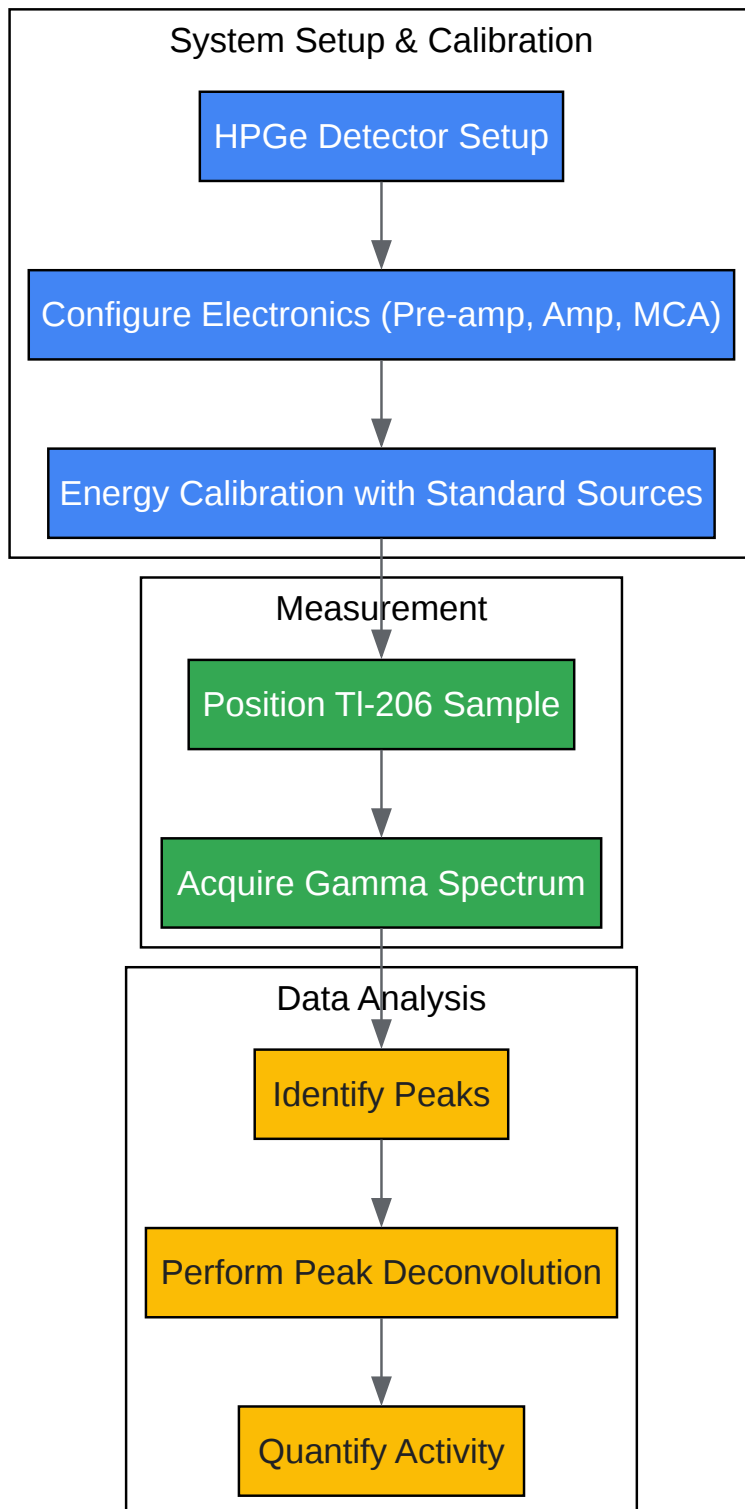 System Setup & Calibration
HPGe Detector Setup
Configure Electronics (Pre-amp, Amp, MCA)
Energy Calibration with Standard Sources
Measurement
Position Tl-206 Sample
Acquire Gamma Spectrum
Data Analysis
Identify Peaks
Perform Peak Deconvolution
Quantify Activity